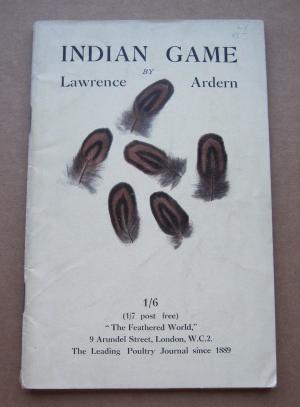 INDIAN GAME
BY
Lawrence Ardern
1/6
(1/7 post free)
"The Feathered World,"
9 Arundel Street, London, W.C.2.
The Leading Poultry Journal since 1889